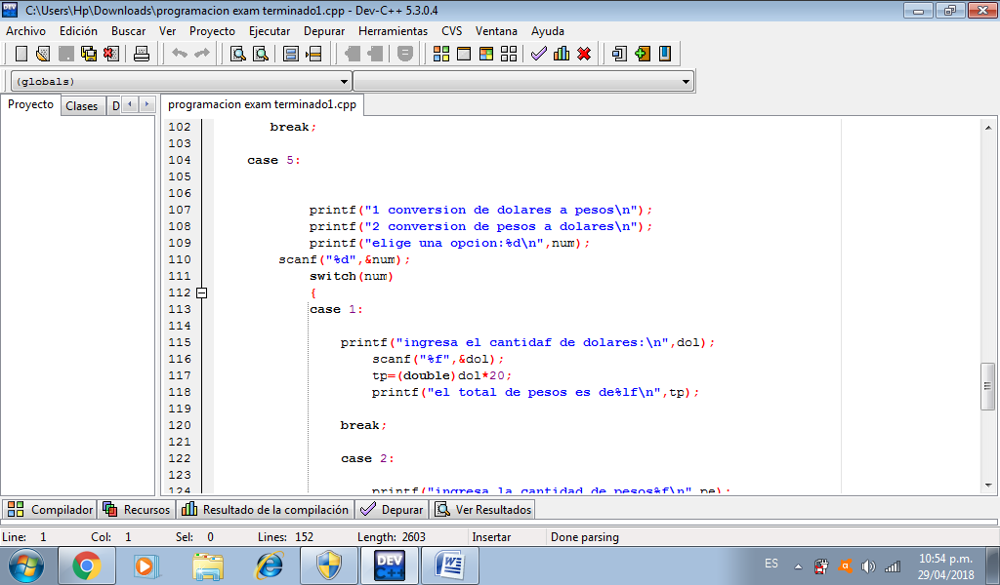 C:\Users\Hp\Downloads\programacion exam terminado1.cpp - Dev-C++ 5.3.0.4
Archivo Edición Buscar Ver Proyecto Ejecutar Depurar Herramientas CVS Ventana Ayuda
(globals)
Proyecto Clases D
programacion exam terminado1.cpp
102 break;
103
104 case 5:
105
106
107 printf("1 conversion de dolares a pesos\n");
108 printf("2 conversion de pesos a dolares\n");
109 printf("elige una opcion:%d\n",num);
110 scanf("%d",&num);
111 switch(num)
112 {
113 case 1:
114
115 printf("ingresa el cantidaf de dolares:\n",dol);
116 scanf("%f",&dol);
117 tp=(double)dol*20;
118 printf("el total de pesos es de%lf\n",tp);
119
120 break;
121
122 case 2:
123
124 printf("ingresa la cantidad de pesos%f\n",pe);
Compilador Recursos Resultado de la compilación Depurar Ver Resultados
Line: 1 Col: 1 Sel: 0 Lines: 152 Length: 2603 Insertar Done parsing
DEV C++
ES
10:54 p.m.
29/04/2018